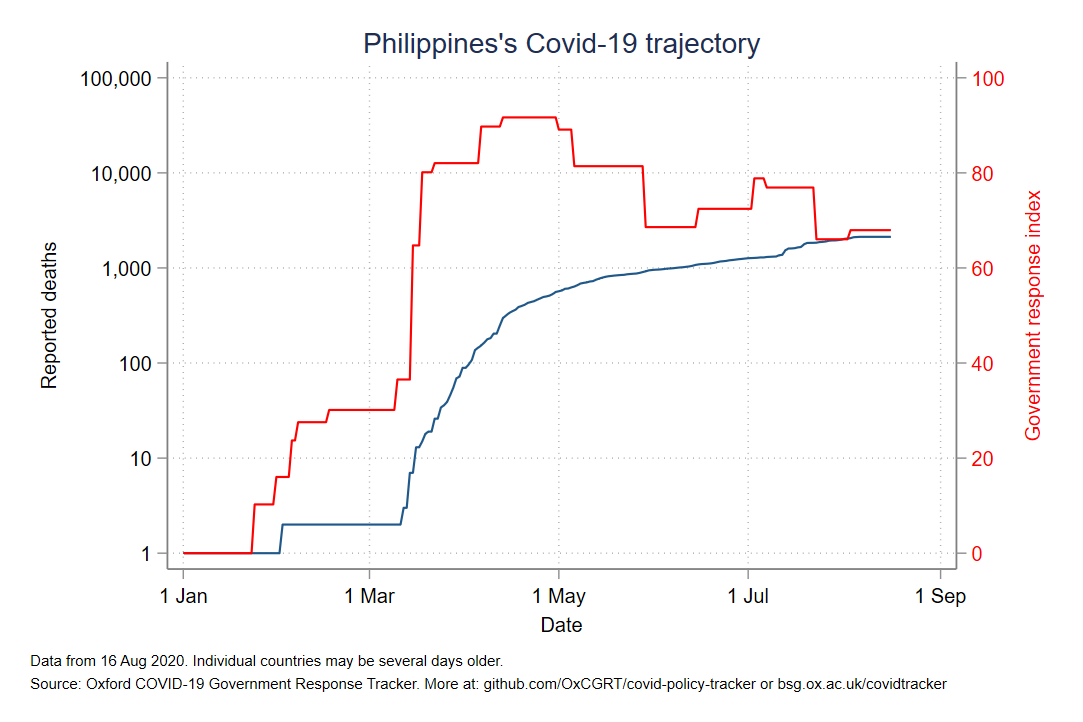 Philippines's Covid-19 trajectory
100,000
10,000
1,000
100
10
1
Reported deaths
100
80
60
40
20
0
Government response index
1 Jan
1 Mar
1 May
1 Jul
1 Sep
Date
Data from 16 Aug 2020. Individual countries may be several days older.
Source: Oxford COVID-19 Government Response Tracker. More at: github.com/OxCGRT/covid-policy-tracker or bsg.ox.ac.uk/covidtracker